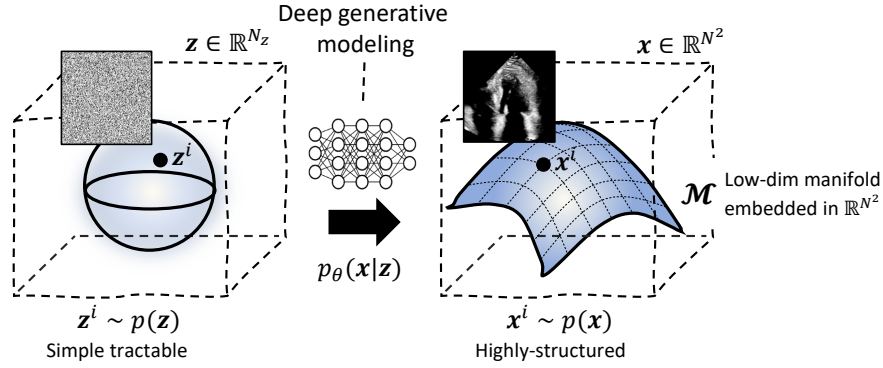 Deep generative
modeling
𝒛 ∈ ℝ^{N_z}
𝒙 ∈ ℝ^{N^2}
𝒛^i
𝒙^i
𝓜 Low-dim manifold
embedded in ℝ^{N^2}
p_θ(𝒙|𝒛)
𝒛^i ~ p(𝒛)
Simple tractable
𝒙^i ~ p(𝒙)
Highly-structured